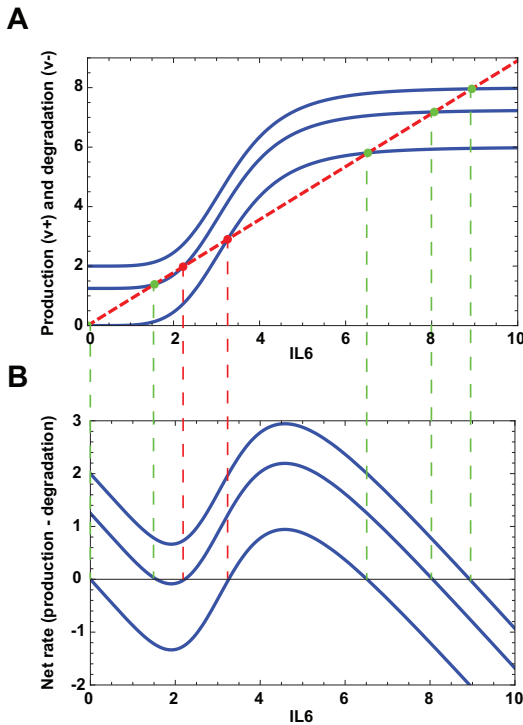 A
Production (v+) and degradation (v-)
8
6
4
2
0
0 2 4 6 8 10
IL6
B
Net rate (production - degradation)
3
2
1
0
-1
-2
0 2 4 6 8 10
IL6